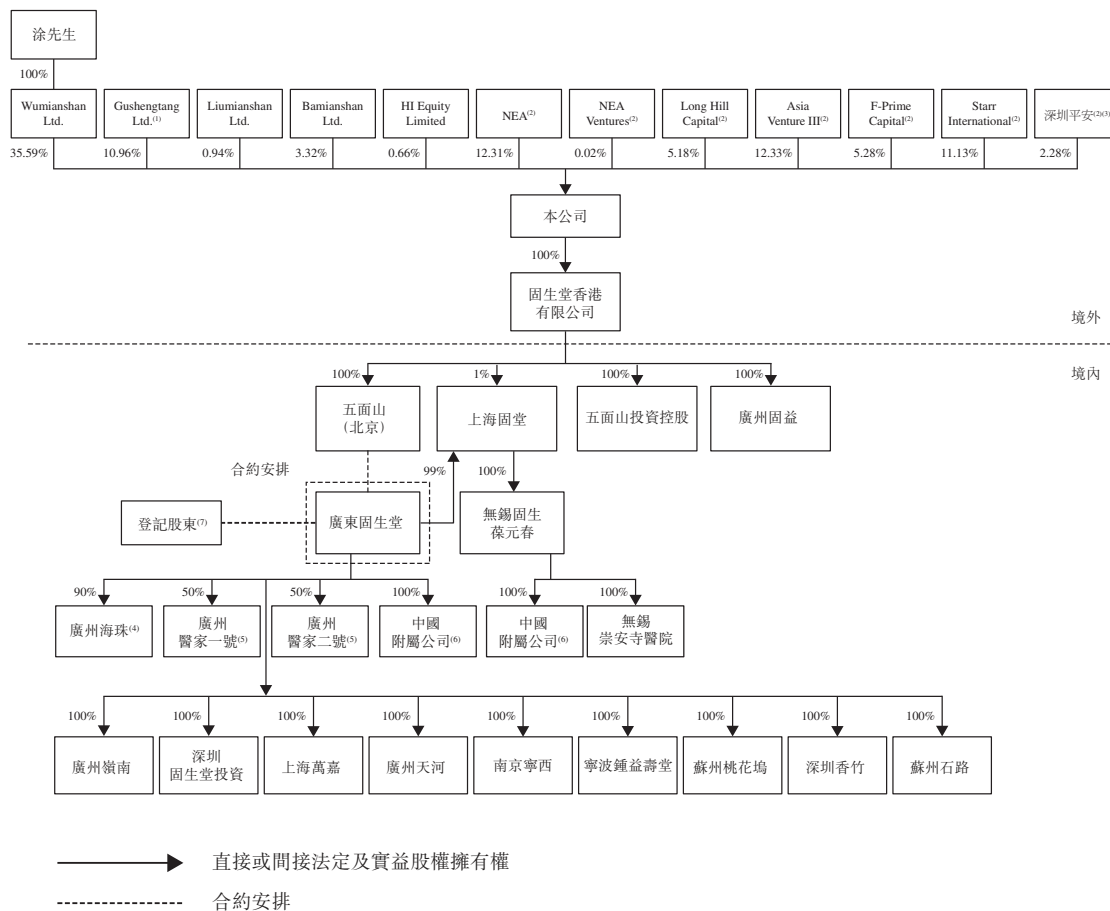 涂先生
100%
Wumianshan
Ltd.
Gushengtang
Ltd.(1)
Liumianshan
Ltd.
Bamianshan
Ltd.
HI Equity
Limited
NEA(2)
NEA
Ventures(2)
Long Hill
Capital(2)
Asia
Venture III(2)
F-Prime
Capital(2)
Starr
International(2)
深圳平安(2)(3)
35.59%
10.96%
0.94%
3.32%
0.66%
12.31%
0.02%
5.18%
12.33%
5.28%
11.13%
2.28%
本公司
100%
固生堂香港
有限公司
境外
境內
100%
1%
100%
100%
五面山
(北京)
上海固堂
五面山投資控股
廣州固益
合約安排
99%
100%
登記股東(7)
廣東固生堂
無錫固生
葆元春
90%
50%
50%
100%
100%
100%
廣州海珠(4)
廣州
醫家一號(5)
廣州
醫家二號(5)
中國
附屬公司(6)
中國
附屬公司(6)
無錫
崇安寺醫院
100%
100%
100%
100%
100%
100%
100%
100%
100%
廣州嶺南
深圳
固生堂投資
上海萬嘉
廣州天河
南京寧西
寧波鍾益壽堂
蘇州桃花塢
深圳香竹
蘇州石路
直接或間接法定及實益股權擁有權
合約安排